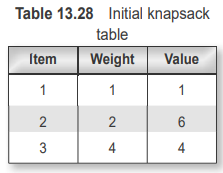 Table 13.28 Initial knapsack
table
Item Weight Value
1 1 1
2 2 6
3 4 4